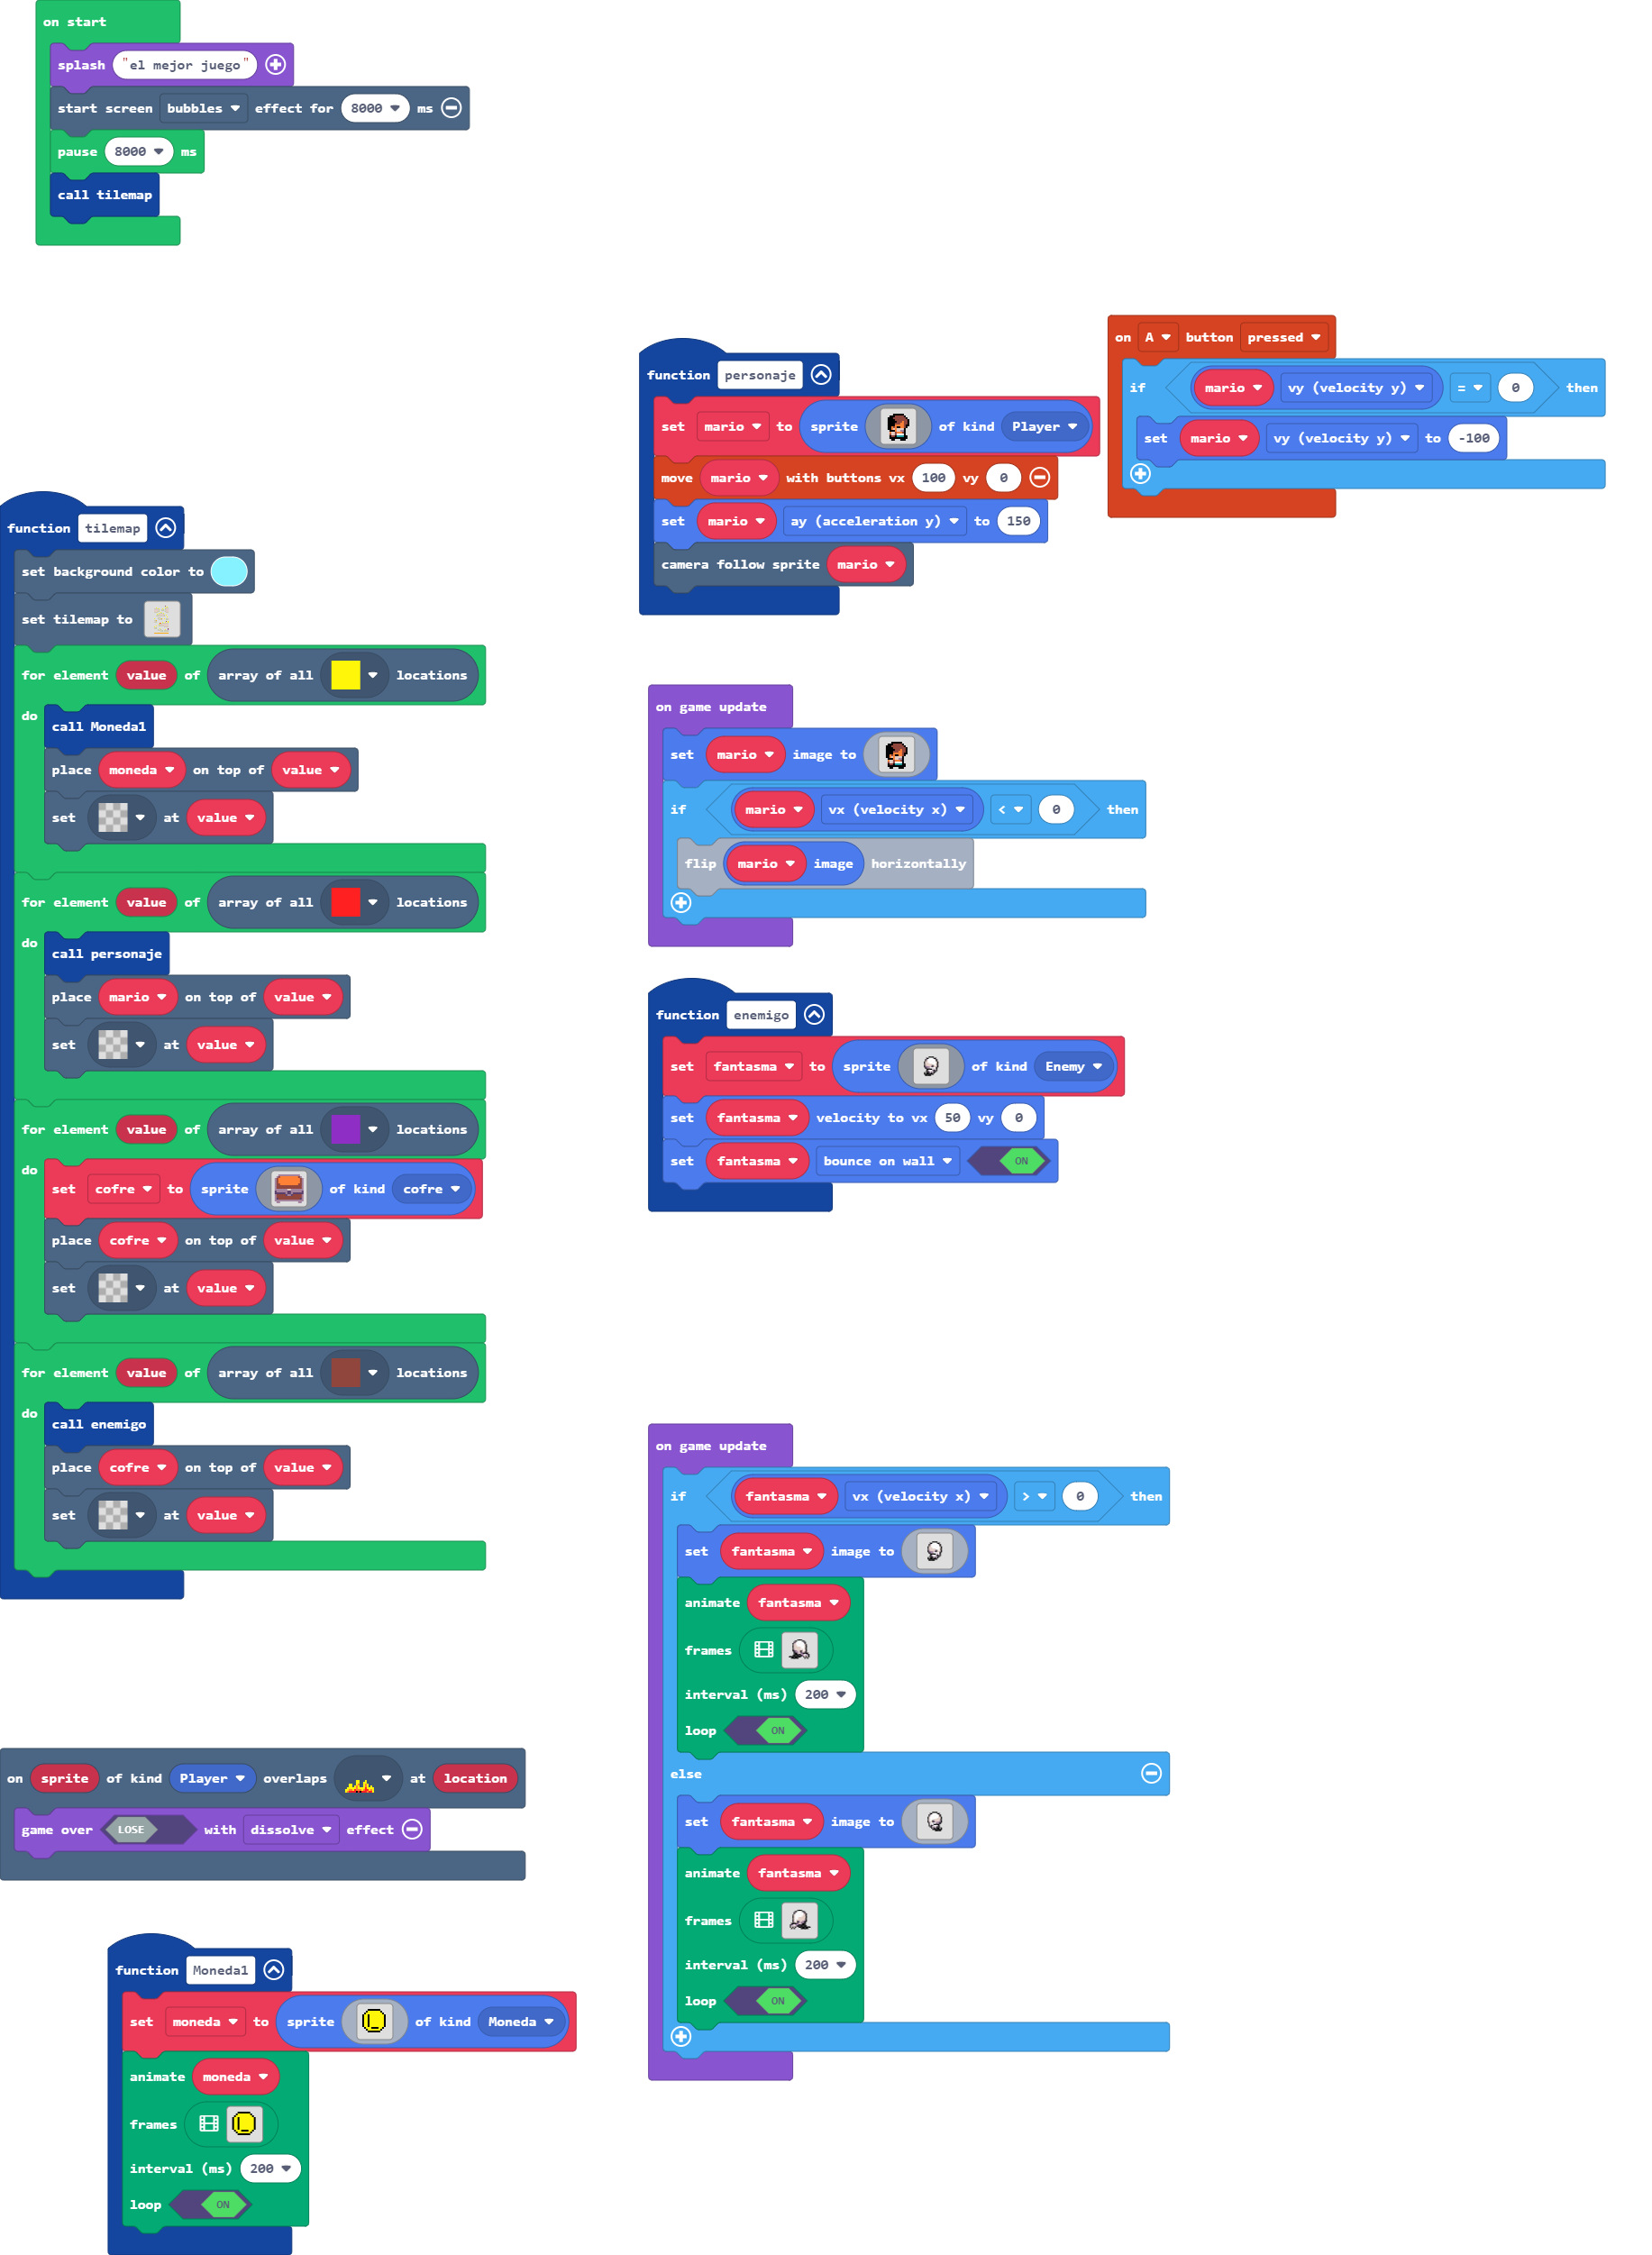 on start
splash "el mejor juego"
start screen bubbles effect for 8000 ms
pause 8000 ms
call tilemap
function tilemap
set background color to
set tilemap to
for element value of array of all locations
do
call Moneda1
place moneda on top of value
set at value
for element value of array of all locations
do
call personaje
place mario on top of value
set at value
for element value of array of all locations
do
set cofre to sprite of kind cofre
place cofre on top of value
set at value
for element value of array of all locations
do
call enemigo
place cofre on top of value
set at value
on sprite of kind Player overlaps at location
game over LOSE with dissolve effect
function Moneda1
set moneda to sprite of kind Moneda
animate moneda
frames
interval (ms) 200
loop ON
function personaje
set mario to sprite of kind Player
move mario with buttons vx 100 vy 0
set mario ay (acceleration y) to 150
camera follow sprite mario
on A button pressed
if mario vy (velocity y) = 0 then
set mario vy (velocity y) to -100
on game update
set mario image to
if mario vx (velocity x) < 0 then
flip mario image horizontally
function enemigo
set fantasma to sprite of kind Enemy
set fantasma velocity to vx 50 vy 0
set fantasma bounce on wall ON
on game update
if fantasma vx (velocity x) > 0 then
set fantasma image to
animate fantasma
frames
interval (ms) 200
loop ON
else
set fantasma image to
animate fantasma
frames
interval (ms) 200
loop ON